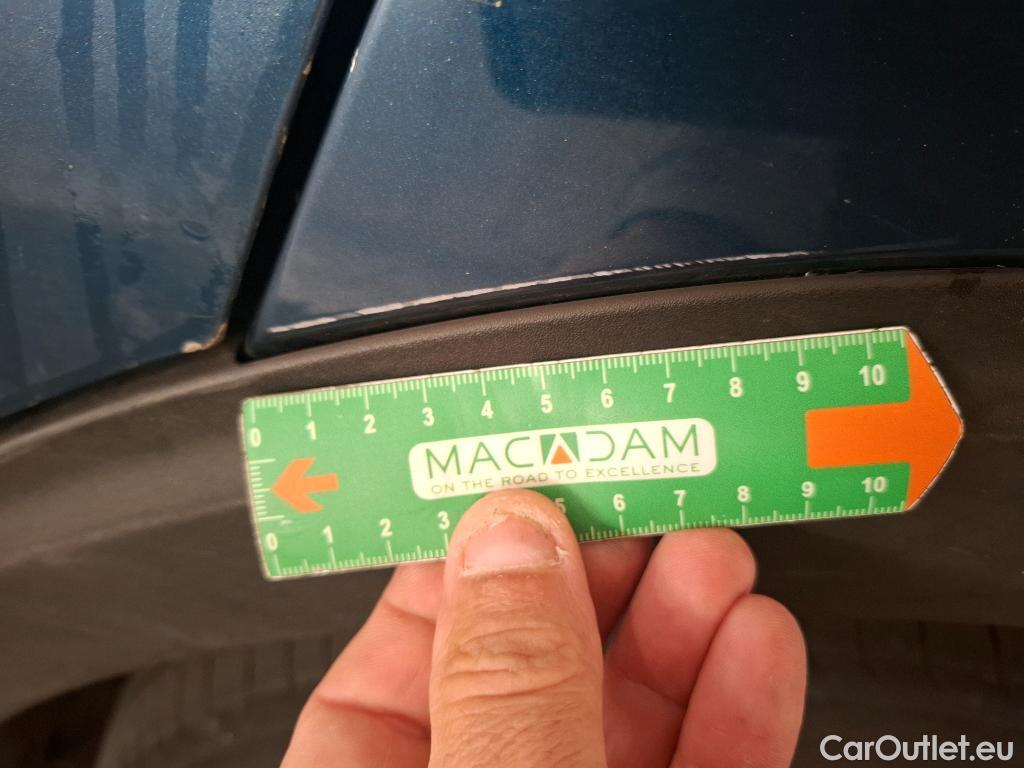 0 1 2 3 4 5 6 7 8 9 10
MACADAM
ON THE ROAD TO EXCELLENCE
0 1 2 3 5 6 7 8 9 10
CarOutlet.eu